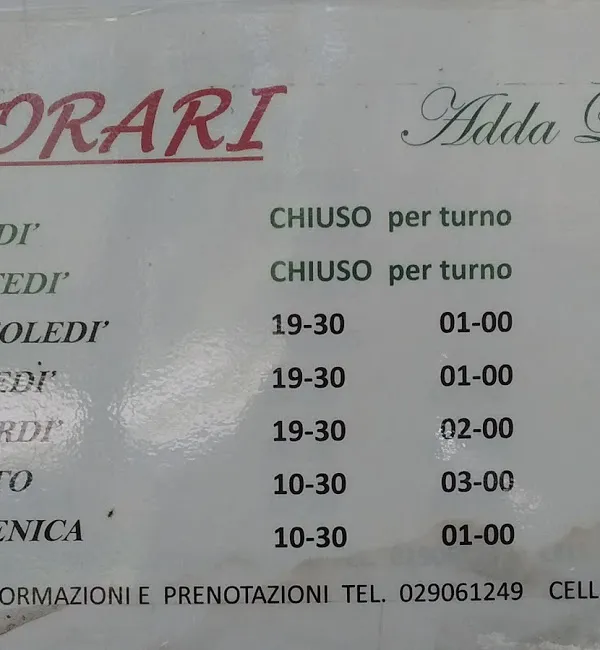 ORARI Adda
DI' CHIUSO per turno
TEDI' CHIUSO per turno
OLEDI' 19-30 01-00
EDI' 19-30 01-00
RDI' 19-30 02-00
TO 10-30 03-00
ENICA 10-30 01-00
ORMAZIONI E PRENOTAZIONI TEL. 029061249 CELL